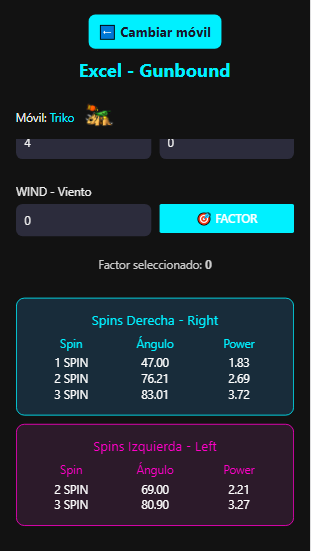 Cambiar móvil
Excel - Gunbound
Móvil: Triko
4 0
WIND - Viento
0 FACTOR
Factor seleccionado: 0
Spins Derecha - Right
Spin Ángulo Power
1 SPIN 47.00 1.83
2 SPIN 76.21 2.69
3 SPIN 83.01 3.72
Spins Izquierda - Left
Spin Ángulo Power
2 SPIN 69.00 2.21
3 SPIN 80.90 3.27